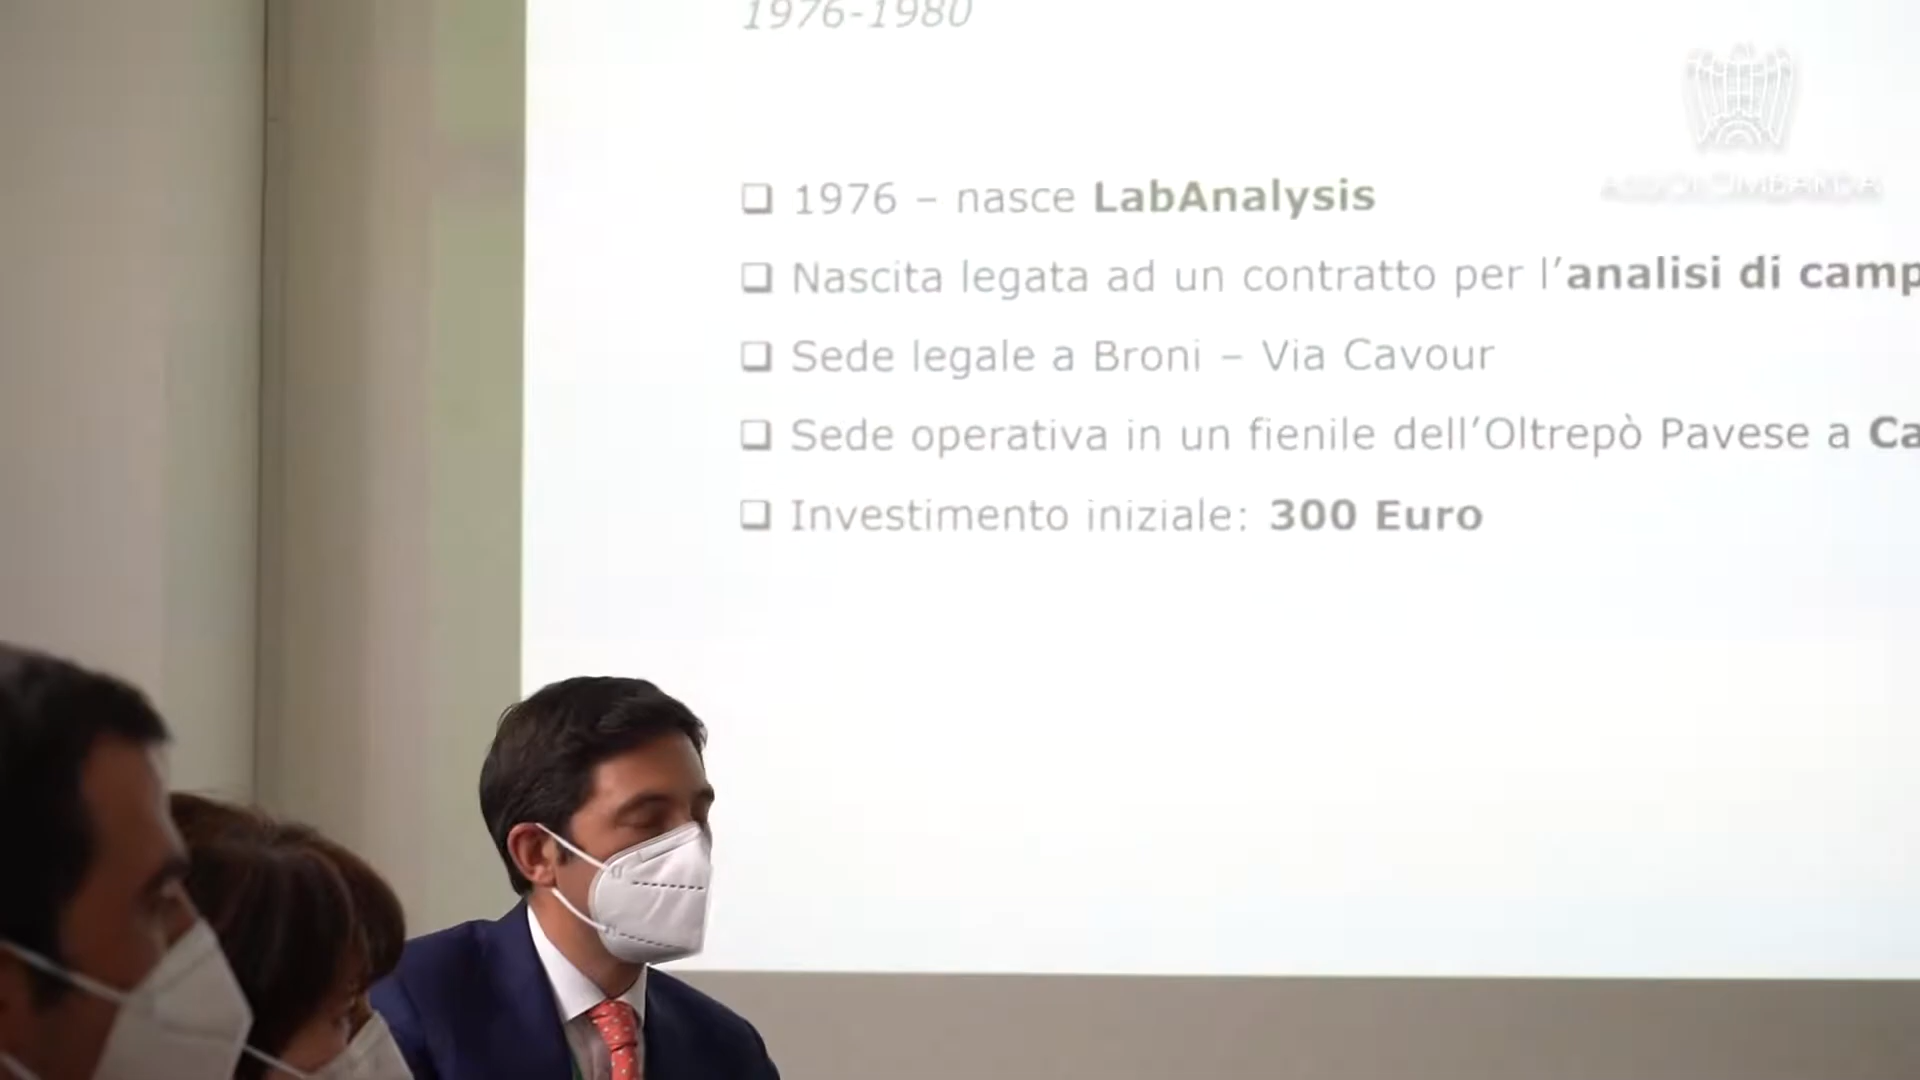 1976-1980
ASSOLOMBARDA
❑ 1976 – nasce LabAnalysis
❑ Nascita legata ad un contratto per l’analisi di camp
❑ Sede legale a Broni – Via Cavour
❑ Sede operativa in un fienile dell’Oltrepò Pavese a Ca
❑ Investimento iniziale: 300 Euro